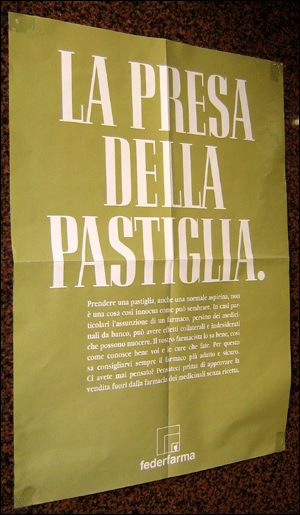 LA PRESA
DELLA
PASTIGLIA.
Prendere una pastiglia, anche una normale aspirina, non
è una cosa così innocua come può sembrare. In casi par-
ticolari l'assunzione di un farmaco, persino dei medici-
nali da banco, può avere effetti collaterali e indesiderati
che possono nuocere. Il vostro farmacista lo sa bene, così
come conosce bene voi e le cure che fate. Per questo
sa consigliarvi sempre il farmaco più adatto e sicuro.
Ci avete mai pensato? Pensateci prima di approvare la
vendita fuori dalla farmacia dei medicinali senza ricetta.
federfarma